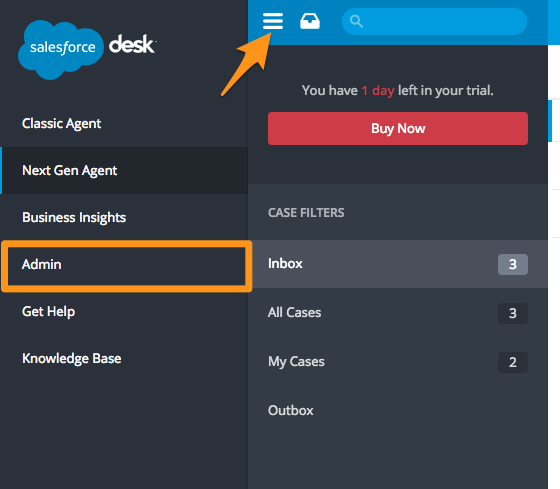 salesforce desk
Classic Agent
Next Gen Agent
Business Insights
Admin
Get Help
Knowledge Base
You have 1 day left in your trial.
Buy Now
CASE FILTERS
Inbox 3
All Cases 3
My Cases 2
Outbox